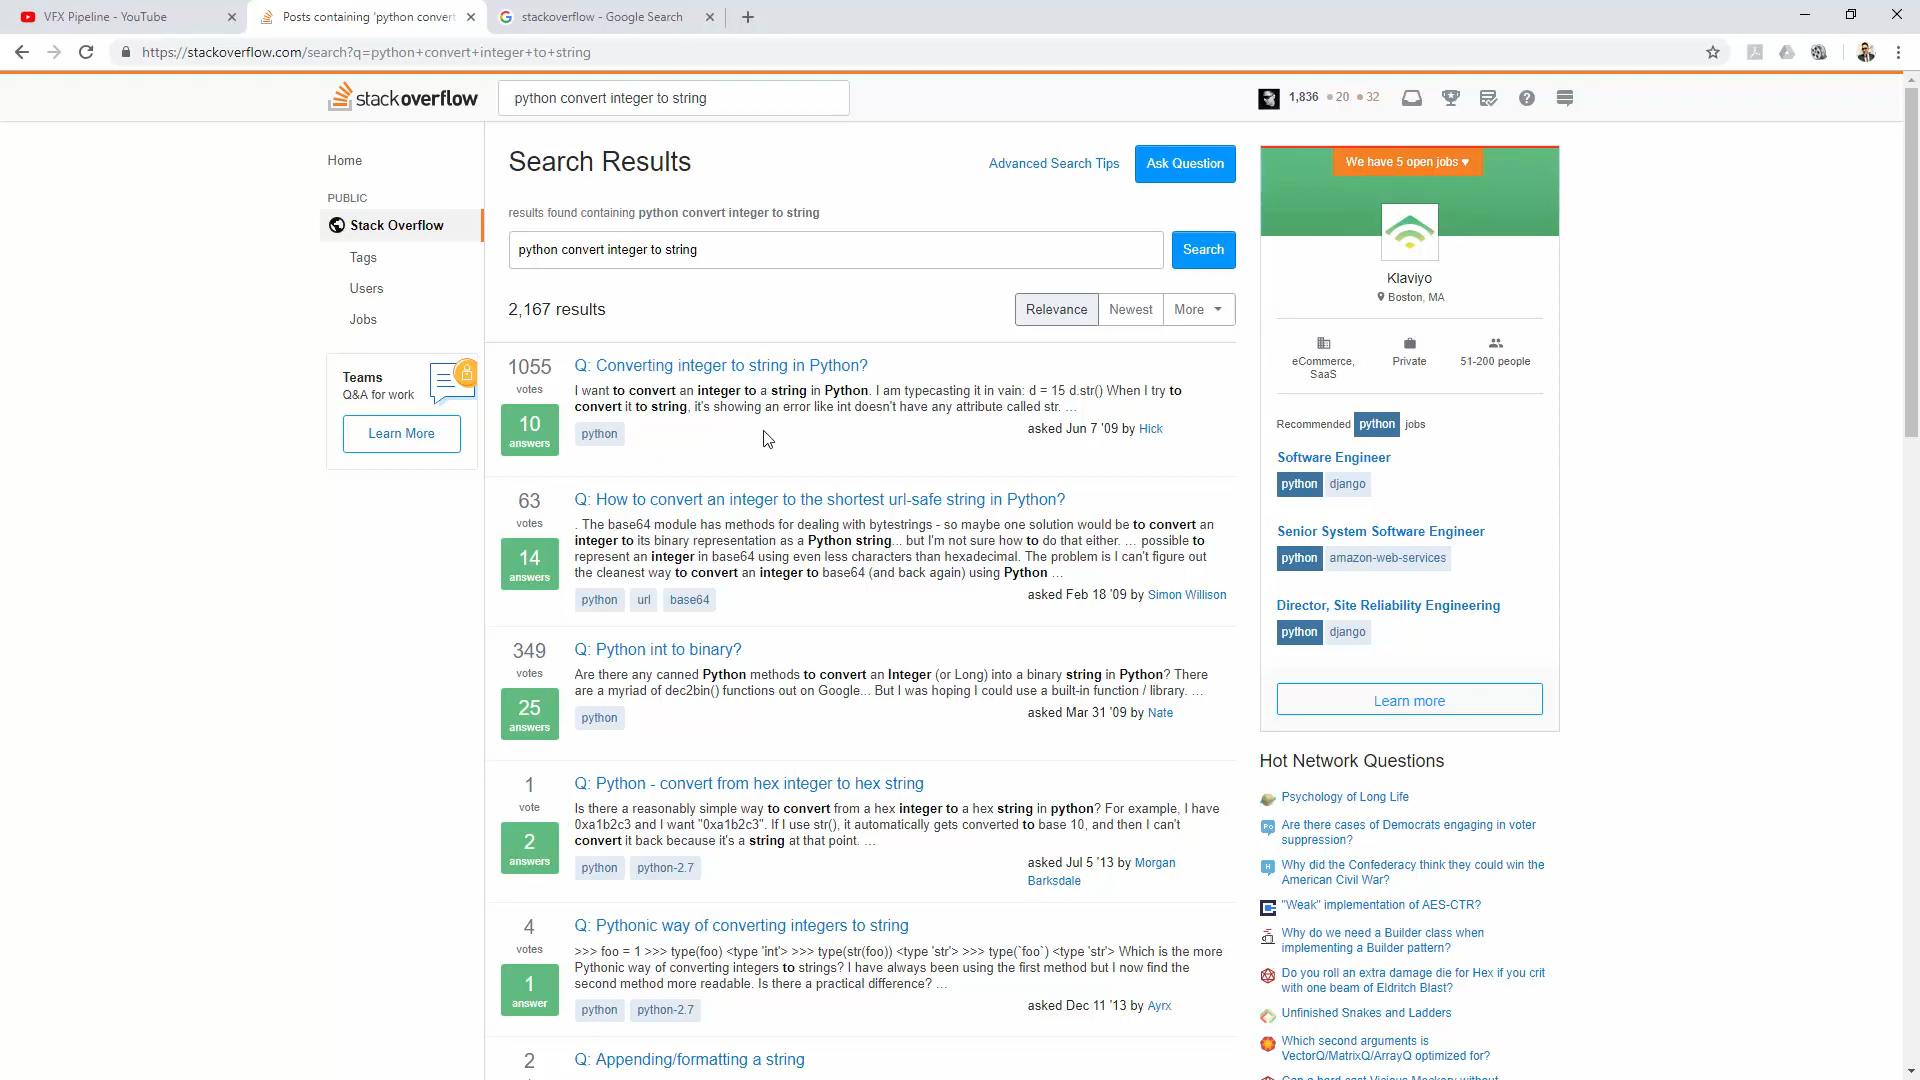 VFX Pipeline - YouTube
Posts containing 'python convert
stackoverflow - Google Search
https://stackoverflow.com/search?q=python+convert+integer+to+string
stackoverflow
python convert integer to string
1,836 20 32
Home
PUBLIC
Stack Overflow
Tags
Users
Jobs
Teams
Q&A for work
Learn More
Search Results
Advanced Search Tips
Ask Question
results found containing python convert integer to string
python convert integer to string
Search
2,167 results
Relevance
Newest
More
1055
votes
10
answers
Q: Converting integer to string in Python?
I want to convert an integer to a string in Python. I am typecasting it in vain: d = 15 d.str() When I try to
convert it to string, it's showing an error like int doesn't have any attribute called str. ...
python
asked Jun 7 '09 by Hick
63
votes
14
answers
Q: How to convert an integer to the shortest url-safe string in Python?
. The base64 module has methods for dealing with bytestrings - so maybe one solution would be to convert an
integer to its binary representation as a Python string... but I'm not sure how to do that either. ... possible to
represent an integer in base64 using even less characters than hexadecimal. The problem is I can't figure out
the cleanest way to convert an integer to base64 (and back again) using Python ...
python url base64
asked Feb 18 '09 by Simon Willison
349
votes
25
answers
Q: Python int to binary?
Are there any canned Python methods to convert an Integer (or Long) into a binary string in Python? There
are a myriad of dec2bin() functions out on Google... But I was hoping I could use a built-in function / library. ...
python
asked Mar 31 '09 by Nate
1
vote
2
answers
Q: Python - convert from hex integer to hex string
Is there a reasonably simple way to convert from a hex integer to a hex string in python? For example, I have
0xa1b2c3 and I want "0xa1b2c3". If I use str(), it automatically gets converted to base 10, and then I can't
convert it back because it's a string at that point. ...
python python-2.7
asked Jul 5 '13 by Morgan
Barksdale
4
votes
1
answer
Q: Pythonic way of converting integers to string
>>> foo = 1 >>> type(foo) <type 'int'> >>> type(str(foo)) <type 'str'> >>> type(`foo`) <type 'str'> Which is the more
Pythonic way of converting integers to strings? I have always been using the first method but I now find the
second method more readable. Is there a practical difference? ...
python python-2.7
asked Dec 11 '13 by Ayrx
2
Q: Appending/formatting a string
We have 5 open jobs ♥
Klaviyo
Boston, MA
eCommerce,
SaaS
Private
51-200 people
Recommended python jobs
Software Engineer
python django
Senior System Software Engineer
python amazon-web-services
Director, Site Reliability Engineering
python django
Learn more
Hot Network Questions
Psychology of Long Life
Are there cases of Democrats engaging in voter
suppression?
Why did the Confederacy think they could win the
American Civil War?
"Weak" implementation of AES-CTR?
Why do we need a Builder class when
implementing a Builder pattern?
Do you roll an extra damage die for Hex if you crit
with one beam of Eldritch Blast?
Unfinished Snakes and Ladders
Which second arguments is
VectorQ/MatrixQ/ArrayQ optimized for?